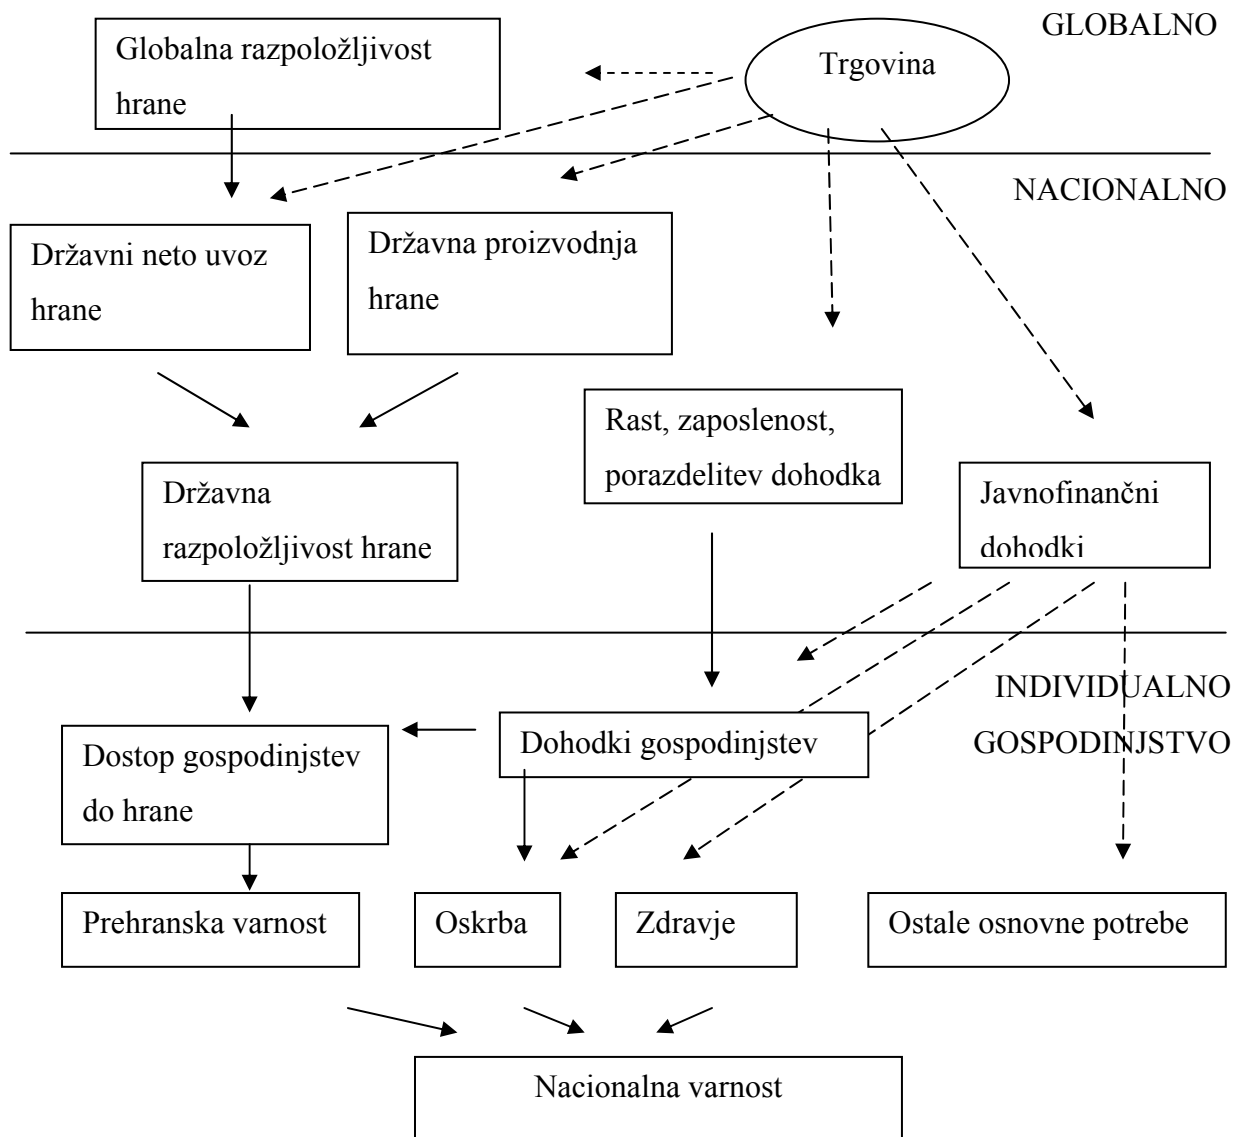 GLOBALNO
Globalna razpoložljivost
hrane
Trgovina
NACIONALNO
Državni neto uvoz
hrane
Državna proizvodnja
hrane
Rast, zaposlenost,
porazdelitev dohodka
Državna
razpoložljivost hrane
Javnofinančni
dohodki
INDIVIDUALNO
GOSPODINJSTVO
Dostop gospodinjstev
do hrane
Dohodki gospodinjstev
Prehranska varnost
Oskrba
Zdravje
Ostale osnovne potrebe
Nacionalna varnost